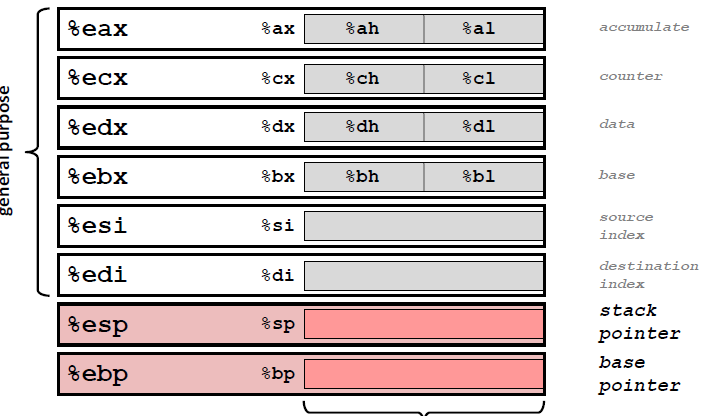 general purpose
%eax %ax %ah %al accumulate
%ecx %cx %ch %cl counter
%edx %dx %dh %dl data
%ebx %bx %bh %bl base
%esi %si source
index
%edi %di destination
index
%esp %sp stack
pointer
%ebp %bp base
pointer